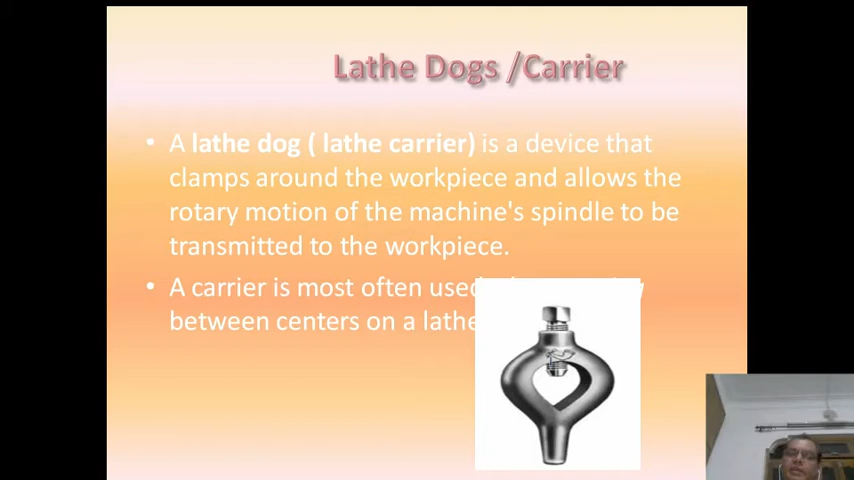 Lathe Dogs /Carrier
• A lathe dog ( lathe carrier) is a device that
clamps around the workpiece and allows the
rotary motion of the machine's spindle to be
transmitted to the workpiece.
• A carrier is most often used
between centers on a lathe